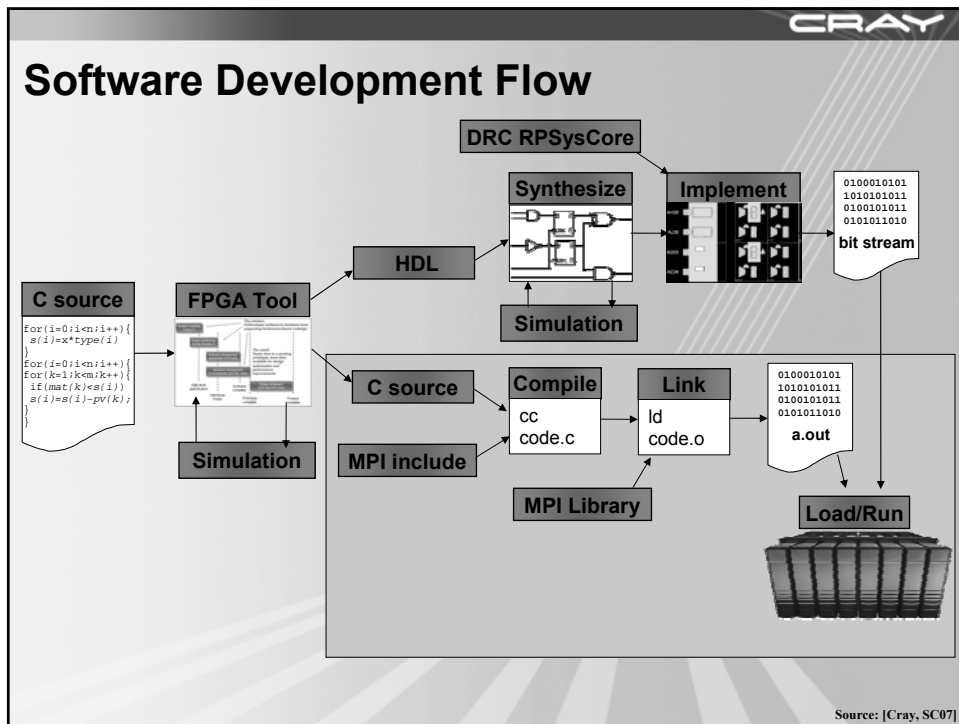 CRAY
Software Development Flow
DRC RPSysCore
Synthesize
Implement
0100010101
1010101011
0100101011
0101011010
bit stream
HDL
Simulation
C source
for(i=0;i<n;i++){
s(i)=x*type(i)
}
for(i=0;i<n;i++){
for(k=1;k<m;k++){
if(mat(k)<s(i))
s(i)=s(i)-pv(k);
}
}
FPGA Tool
Simulation
C source
MPI include
Compile
cc
code.c
Link
ld
code.o
MPI Library
0100010101
1010101011
0100101011
0101011010
a.out
Load/Run
Source: [Cray, SC07]